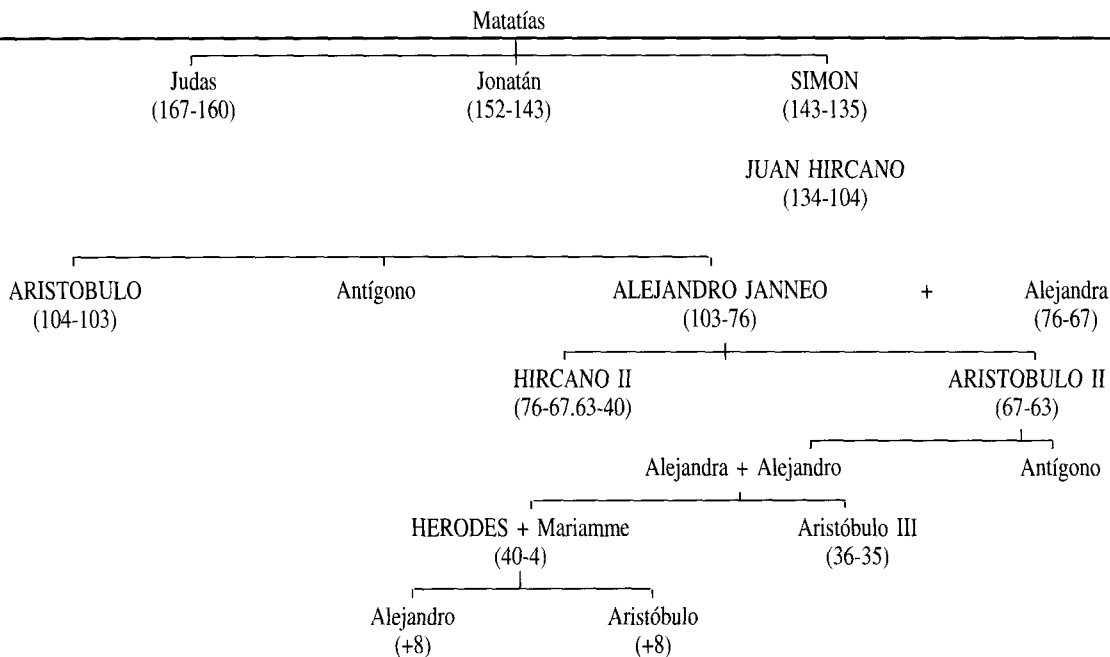 Matatías
Judas Jonatán SIMON
(167-160) (152-143) (143-135)
JUAN HIRCANO
(134-104)
ARISTOBULO Antígono ALEJANDRO JANNEO + Alejandra
(104-103) (103-76) (76-67)
HIRCANO II ARISTOBULO II
(76-67.63-40) (67-63)
Alejandra + Alejandro Antígono
HERODES + Mariamme Aristóbulo III
(40-4) (36-35)
Alejandro Aristóbulo
(+8) (+8)